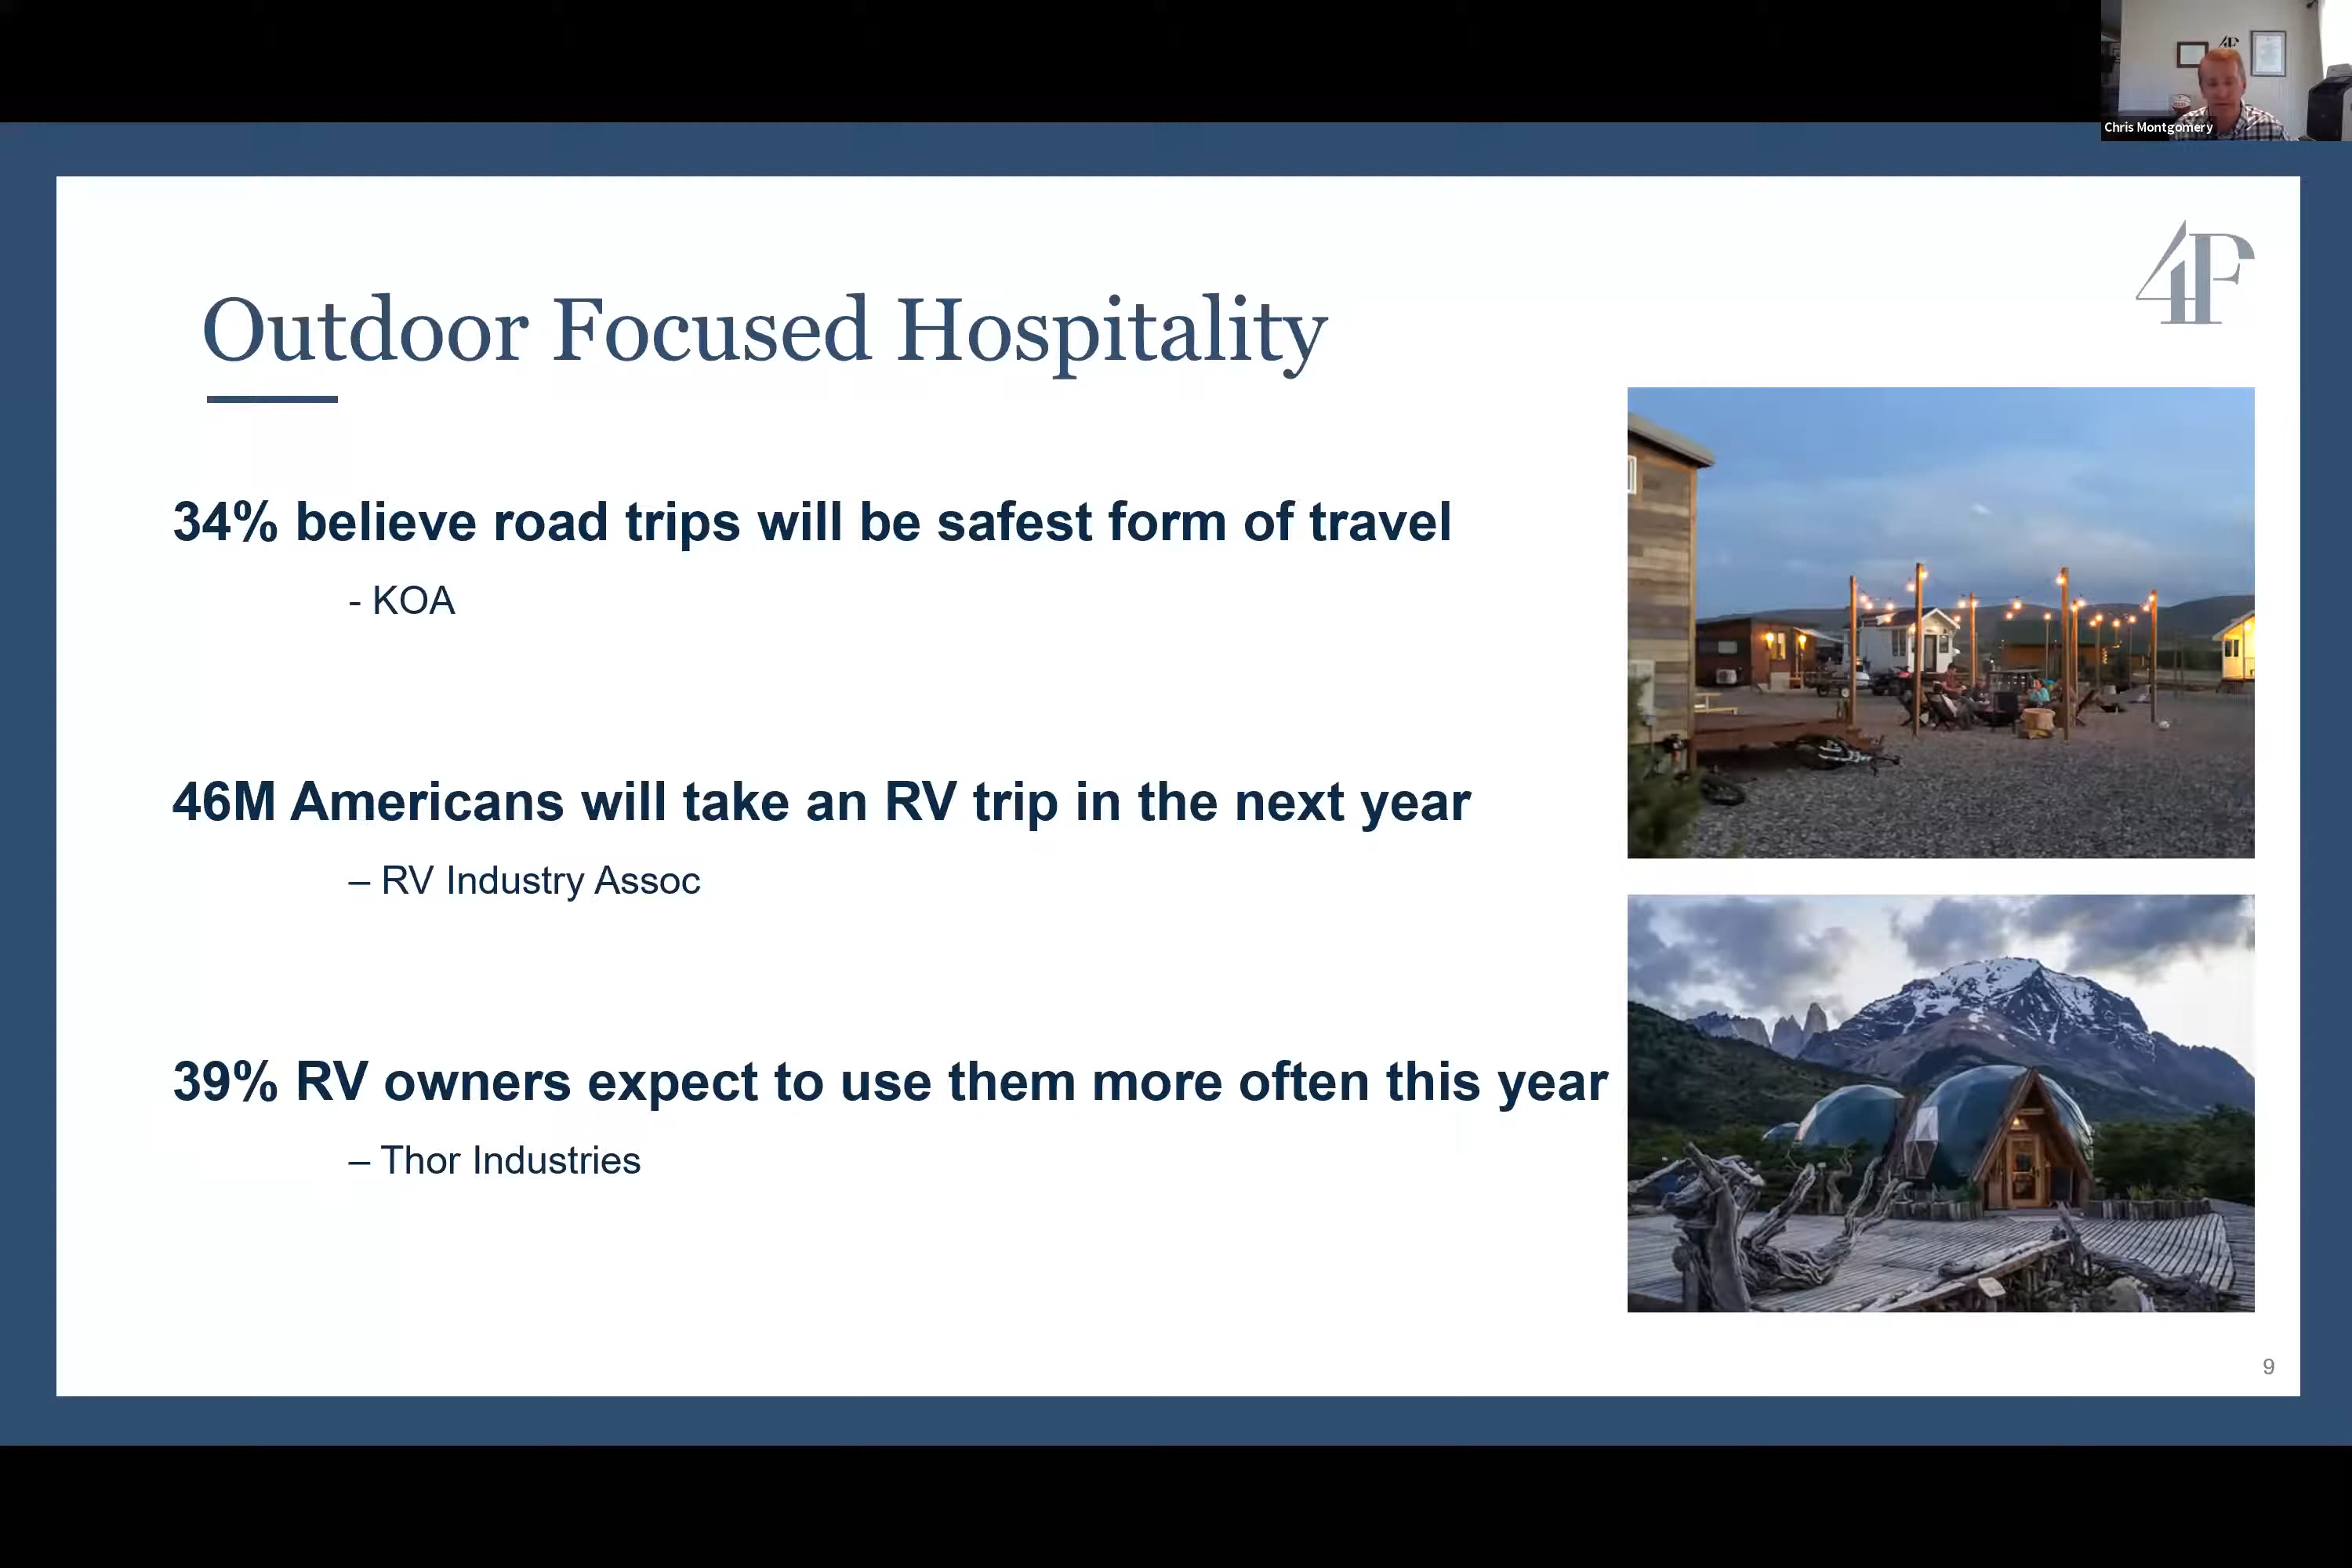 Chris Montgomery
4F
Outdoor Focused Hospitality
34% believe road trips will be safest form of travel
- KOA
46M Americans will take an RV trip in the next year
– RV Industry Assoc
39% RV owners expect to use them more often this year
– Thor Industries
9